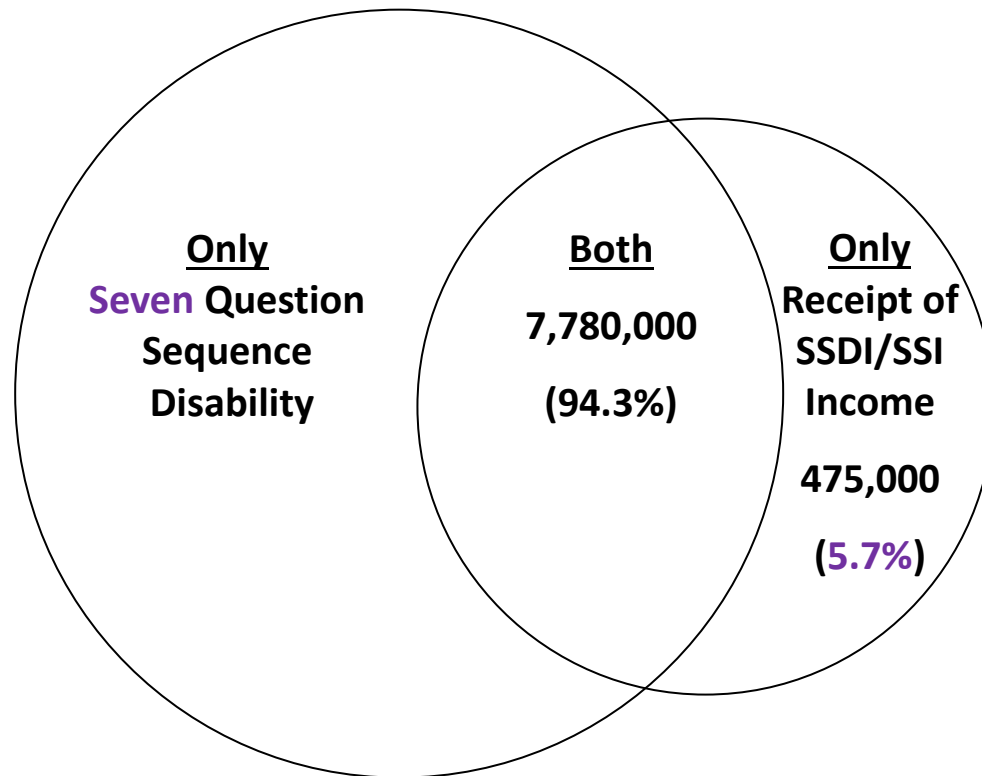 Only
Seven Question
Sequence
Disability
Both
7,780,000
(94.3%)
Only
Receipt of
SSDI/SSI
Income
475,000
(5.7%)